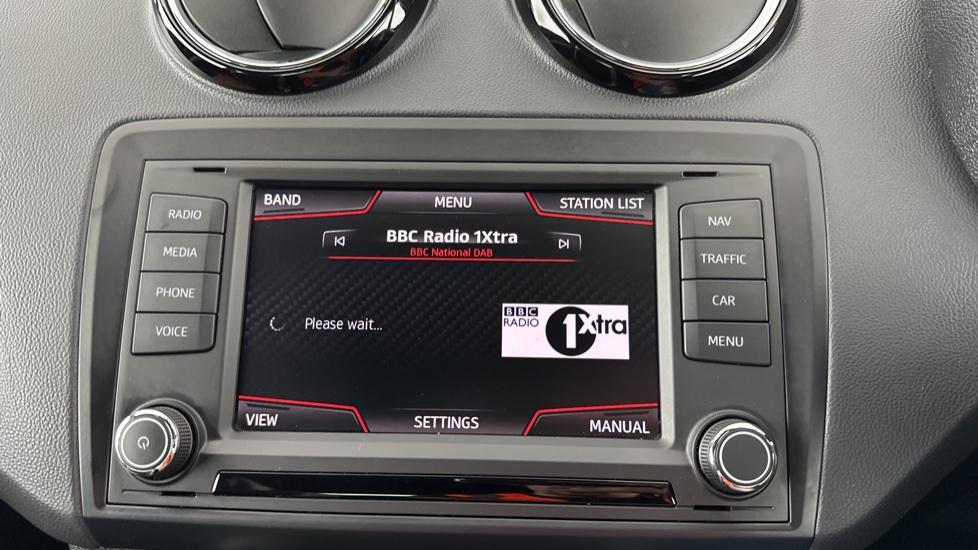 RADIO
MEDIA
PHONE
VOICE
BAND
MENU
STATION LIST
BBC Radio 1Xtra
BBC National DAB
Please wait...
BBC
RADIO
1Xtra
VIEW
SETTINGS
MANUAL
NAV
TRAFFIC
CAR
MENU